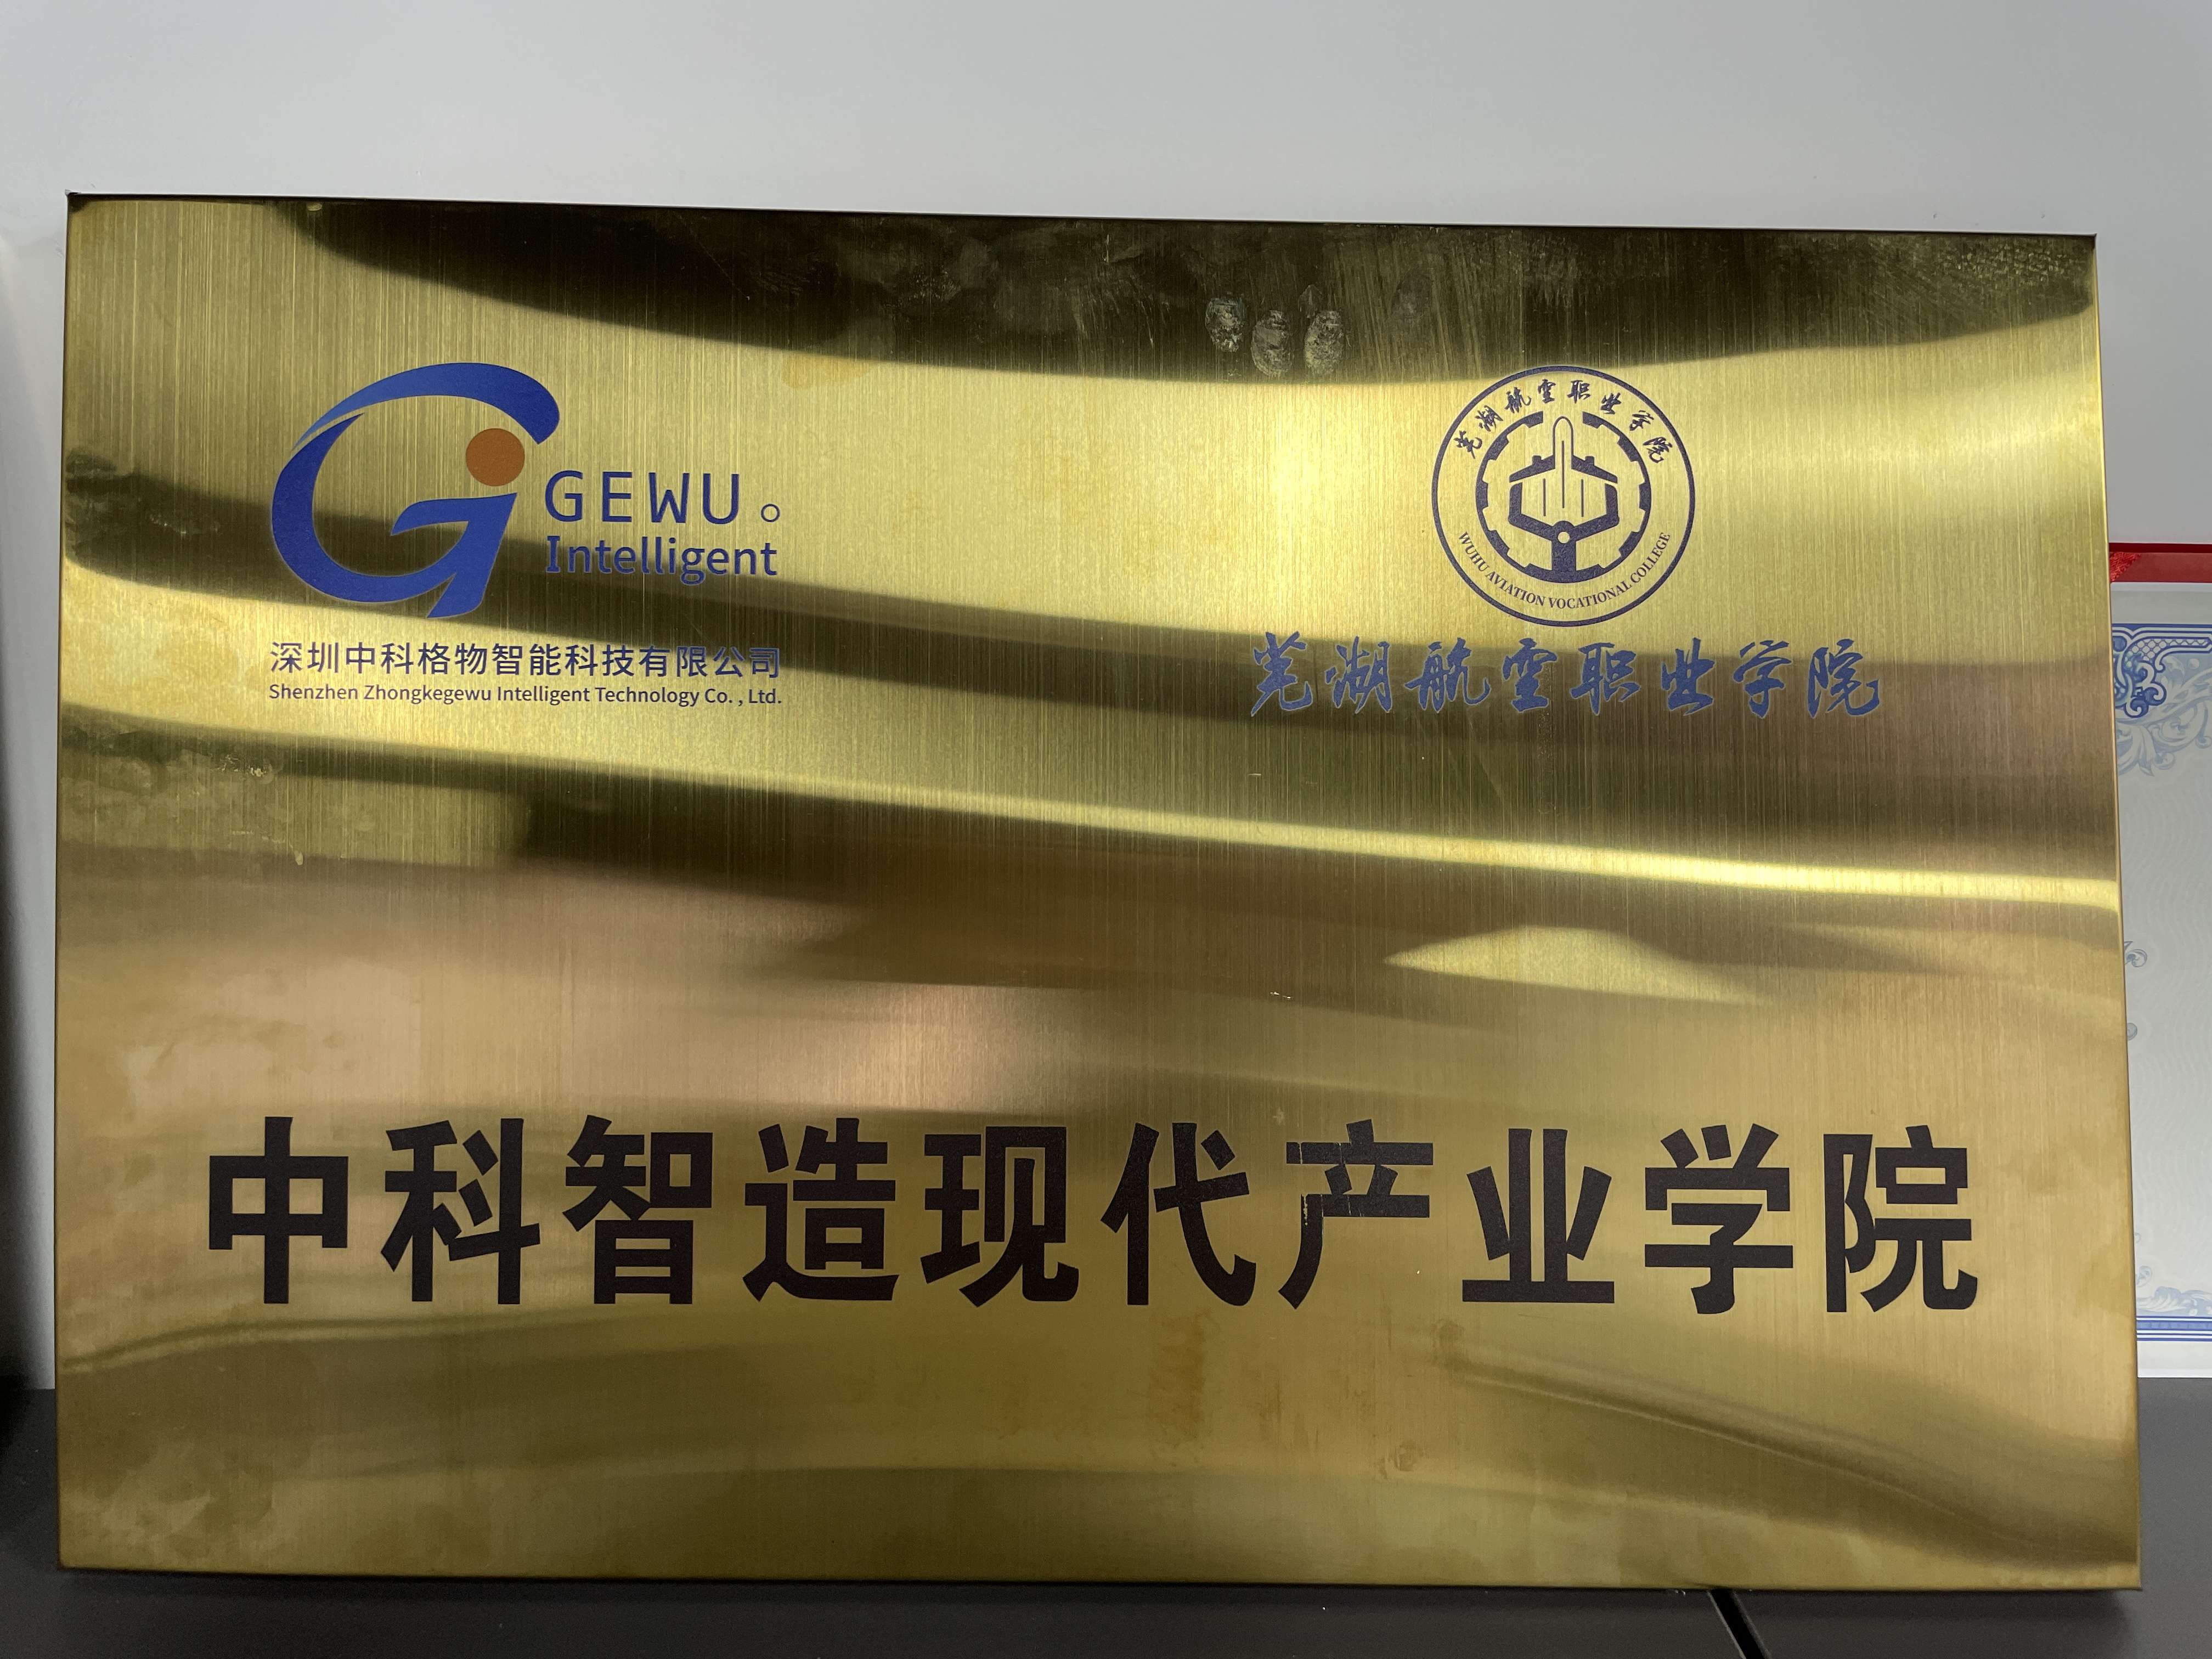 GEWU。
Intelligent
深圳中科格物智能科技有限公司
Shenzhen Zhongkegewu Intelligent Technology Co. , Ltd.
芜湖航空职业学院
WUHU AVIATION VOCATIONAL COLLEGE
芜湖航空职业学院
中科智造现代产业学院